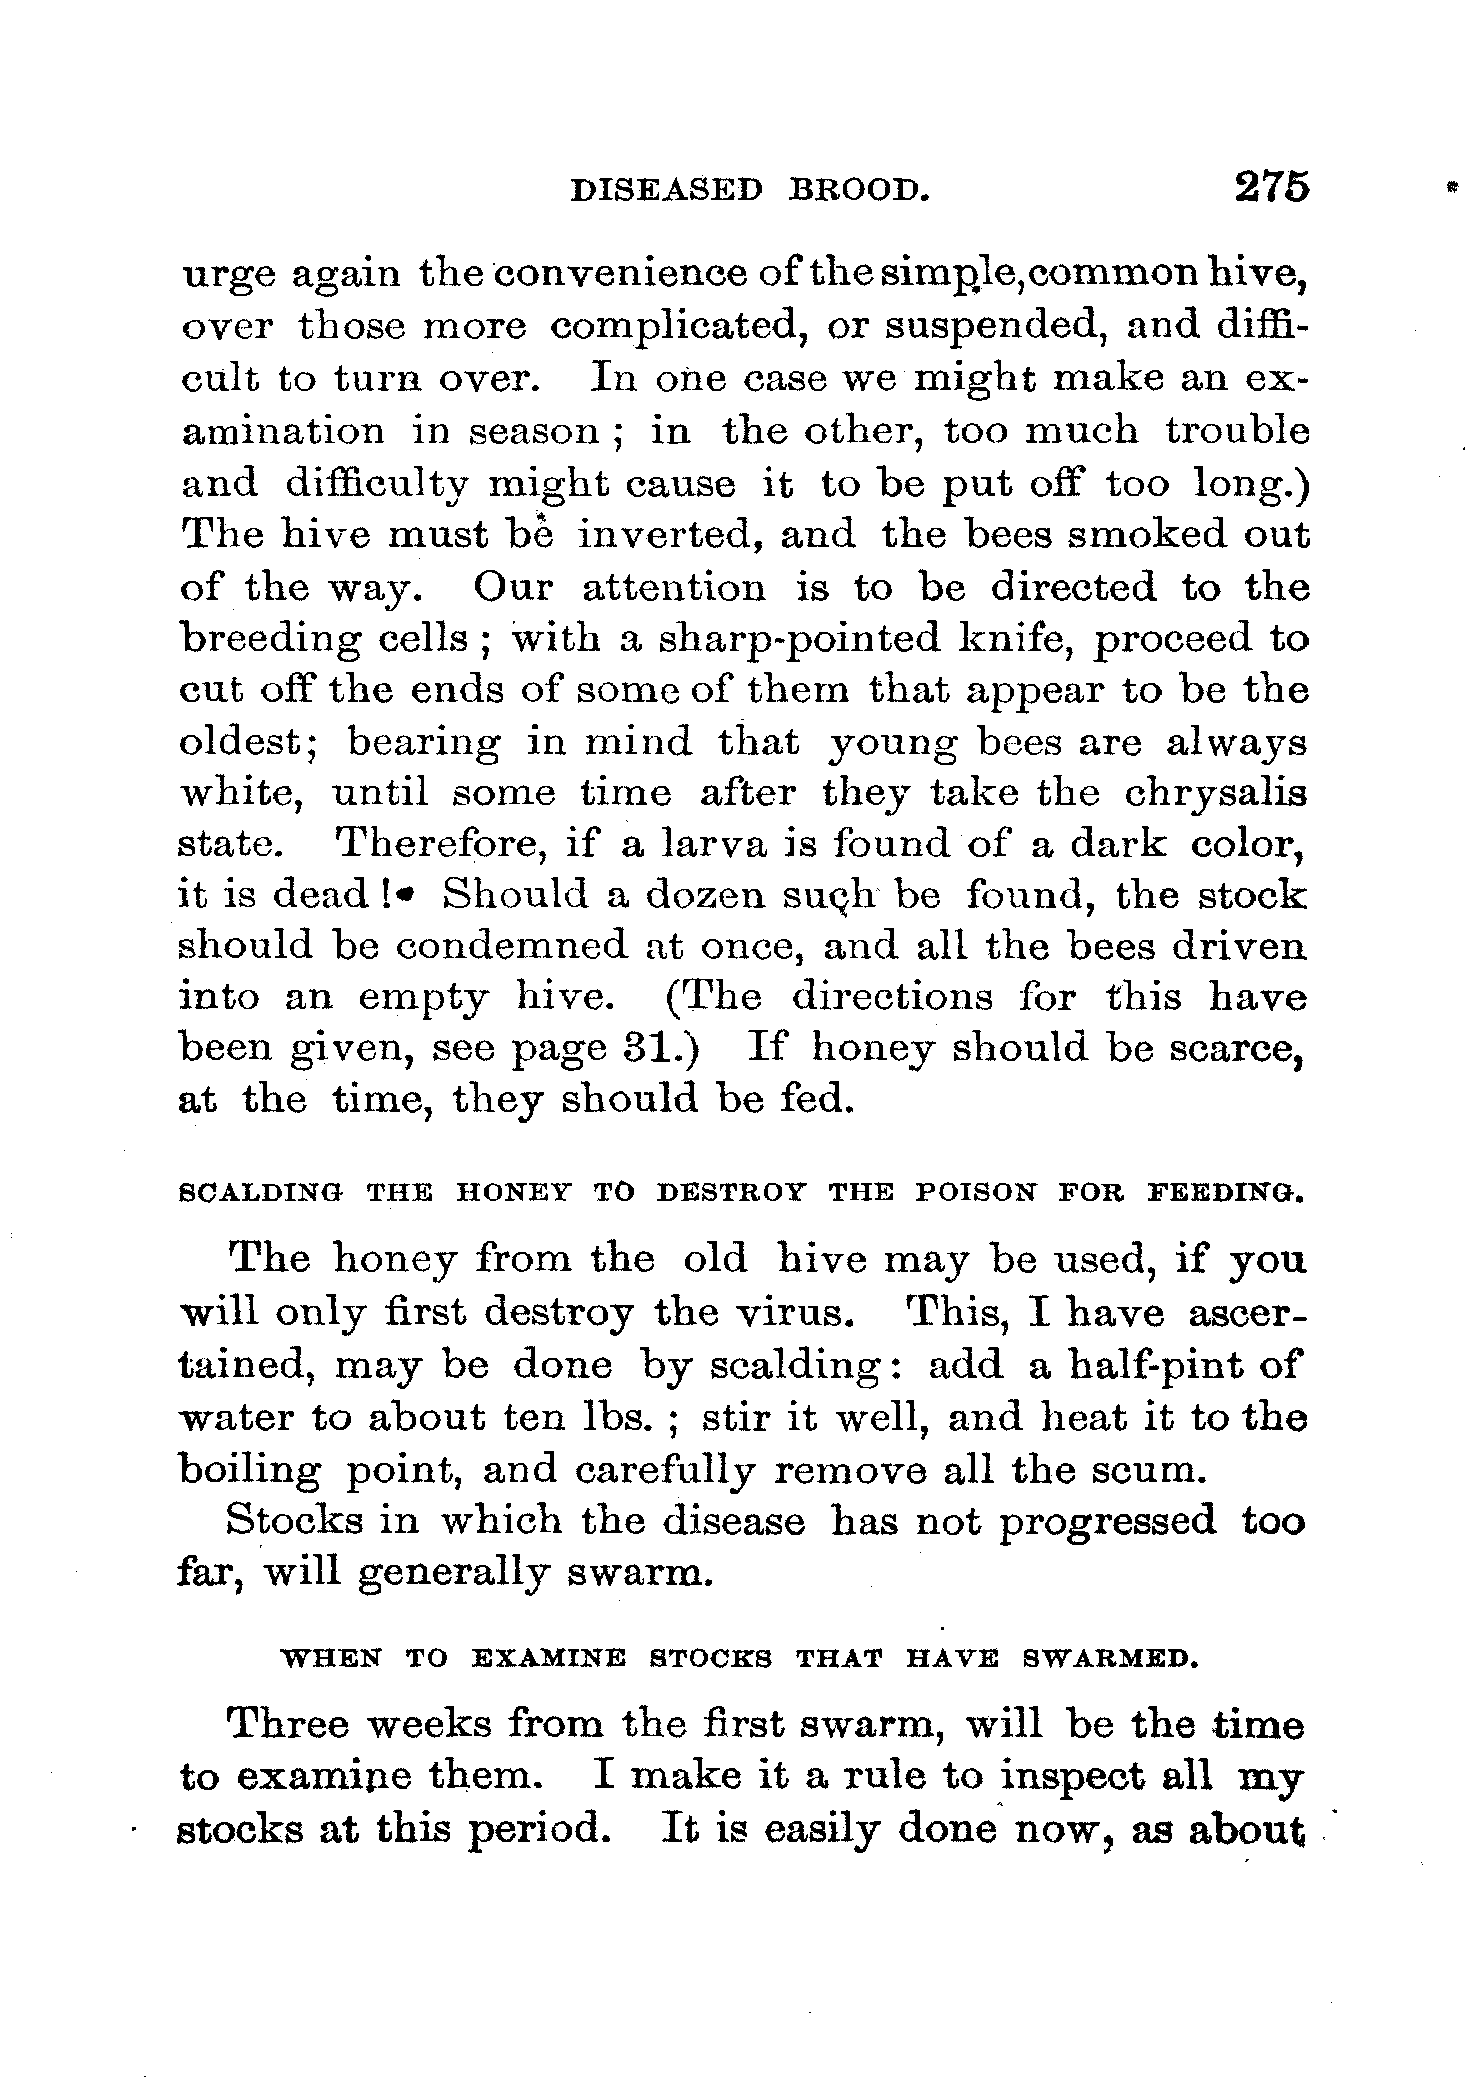 DISEASED BROOD. 275
urge again the convenience of the simple, common hive,
over those more complicated, or suspended, and diffi-
cult to turn over. In one case we might make an ex-
amination in season ; in the other, too much trouble
and difficulty might cause it to be put off too long.)
The hive must be inverted, and the bees smoked out
of the way. Our attention is to be directed to the
breeding cells ; with a sharp-pointed knife, proceed to
cut off the ends of some of them that appear to be the
oldest; bearing in mind that young bees are always
white, until some time after they take the chrysalis
state. Therefore, if a larva is found of a dark color,
it is dead ! Should a dozen such be found, the stock
should be condemned at once, and all the bees driven
into an empty hive. (The directions for this have
been given, see page 31.) If honey should be scarce,
at the time, they should be fed.
SCALDING THE HONEY TO DESTROY THE POISON FOR FEEDING.
The honey from the old hive may be used, if you
will only first destroy the virus. This, I have ascer-
tained, may be done by scalding: add a half-pint of
water to about ten lbs. ; stir it well, and heat it to the
boiling point, and carefully remove all the scum.
Stocks in which the disease has not progressed too
far, will generally swarm.
WHEN TO EXAMINE STOCKS THAT HAVE SWARMED.
Three weeks from the first swarm, will be the time
to examine them. I make it a rule to inspect all my
stocks at this period. It is easily done now, as about